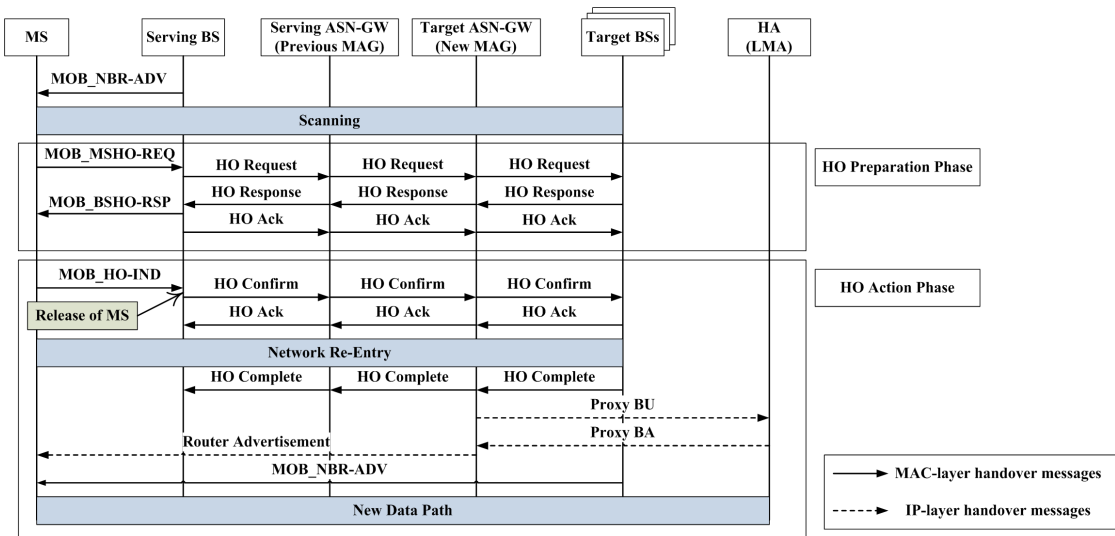 MS
Serving BS
Serving ASN-GW
(Previous MAG)
Target ASN-GW
(New MAG)
Target BSs
HA
(LMA)
MOB_NBR-ADV
Scanning
MOB_MSHO-REQ
HO Request
HO Request
HO Request
HO Preparation Phase
HO Response
HO Response
HO Response
MOB_BSHO-RSP
HO Ack
HO Ack
HO Ack
MOB_HO-IND
HO Confirm
HO Confirm
HO Confirm
HO Action Phase
Release of MS
HO Ack
HO Ack
HO Ack
Network Re-Entry
HO Complete
HO Complete
HO Complete
Proxy BU
Proxy BA
Router Advertisement
MOB_NBR-ADV
MAC-layer handover messages
New Data Path
IP-layer handover messages